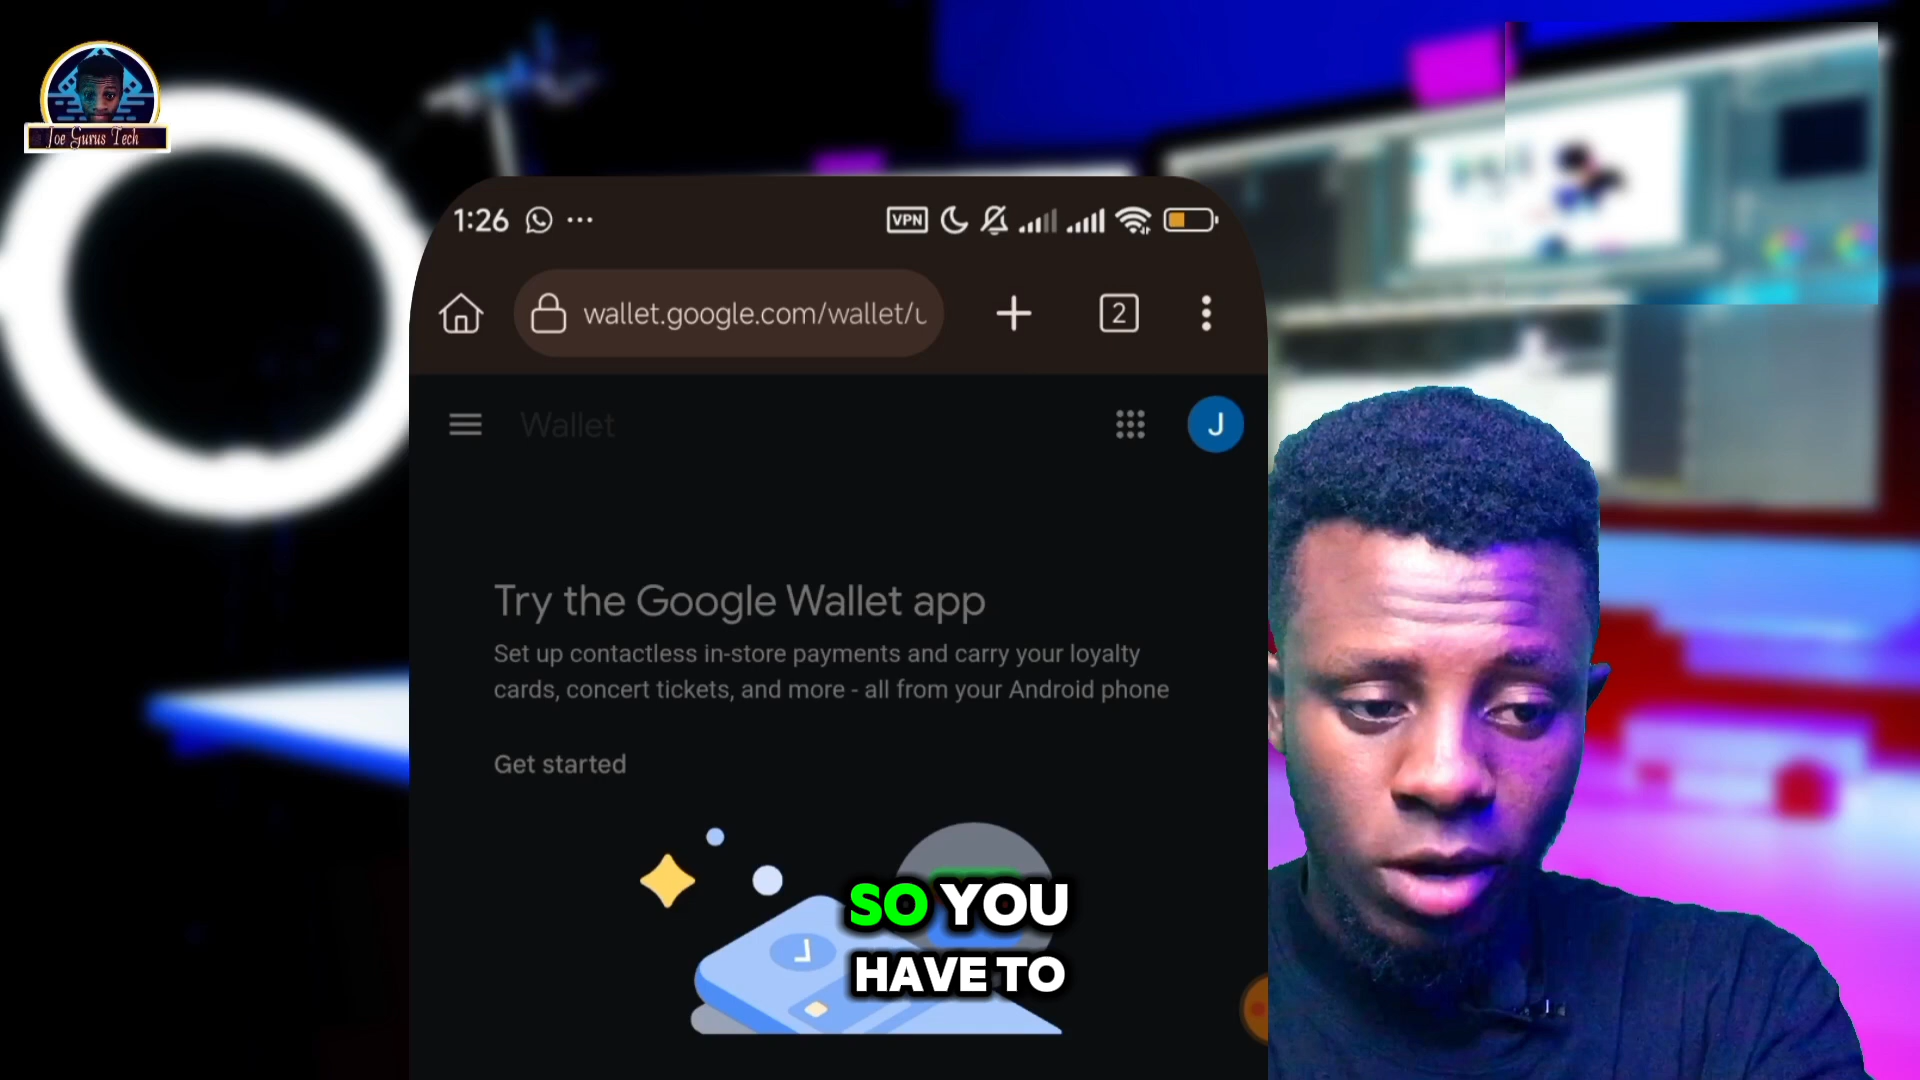 Joe Gurus Tech
1:26
VPN
wallet.google.com/wallet/u
2
Wallet
J
Try the Google Wallet app
Set up contactless in-store payments and carry your loyalty
cards, concert tickets, and more - all from your Android phone
Get started
SO YOU
HAVE TO